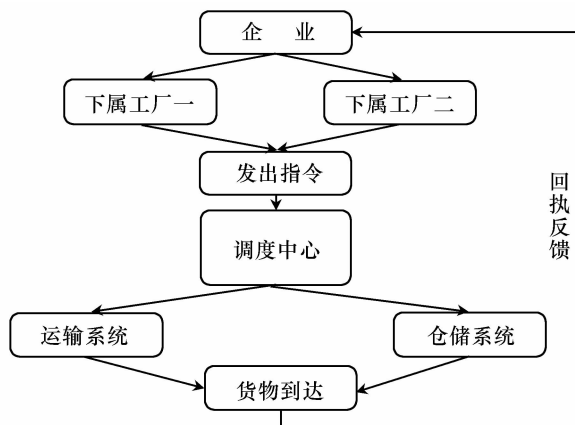 企 业
下属工厂一
下属工厂二
发出指令
调度中心
回执反馈
运输系统
仓储系统
货物到达